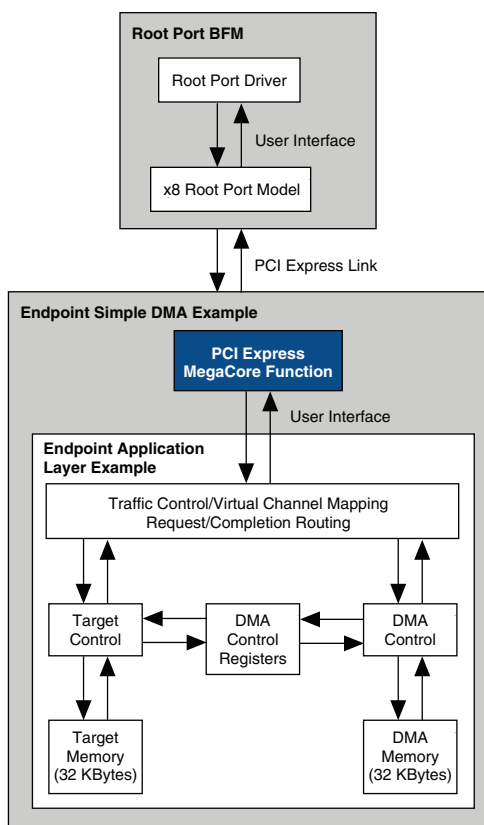 Root Port BFM
Root Port Driver
User Interface
x8 Root Port Model
PCI Express Link
Endpoint Simple DMA Example
PCI Express
MegaCore Function
User Interface
Endpoint Application
Layer Example
Traffic Control/Virtual Channel Mapping
Request/Completion Routing
Target
Control
DMA
Control
Registers
DMA
Control
Target
Memory
(32 KBytes)
DMA
Memory
(32 KBytes)